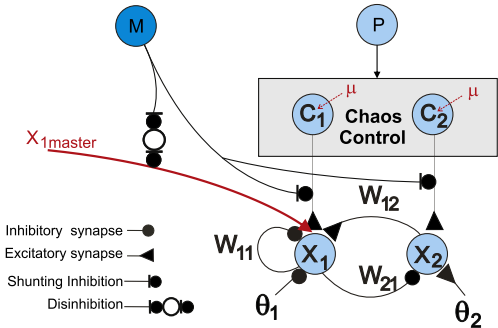 M
P
C1
μ
C2
μ
Chaos
Control
X1master
W12
W11
X1
X2
W21
θ1
θ2
Inhibitory synapse
Excitatory synapse
Shunting Inhibition
Disinhibition